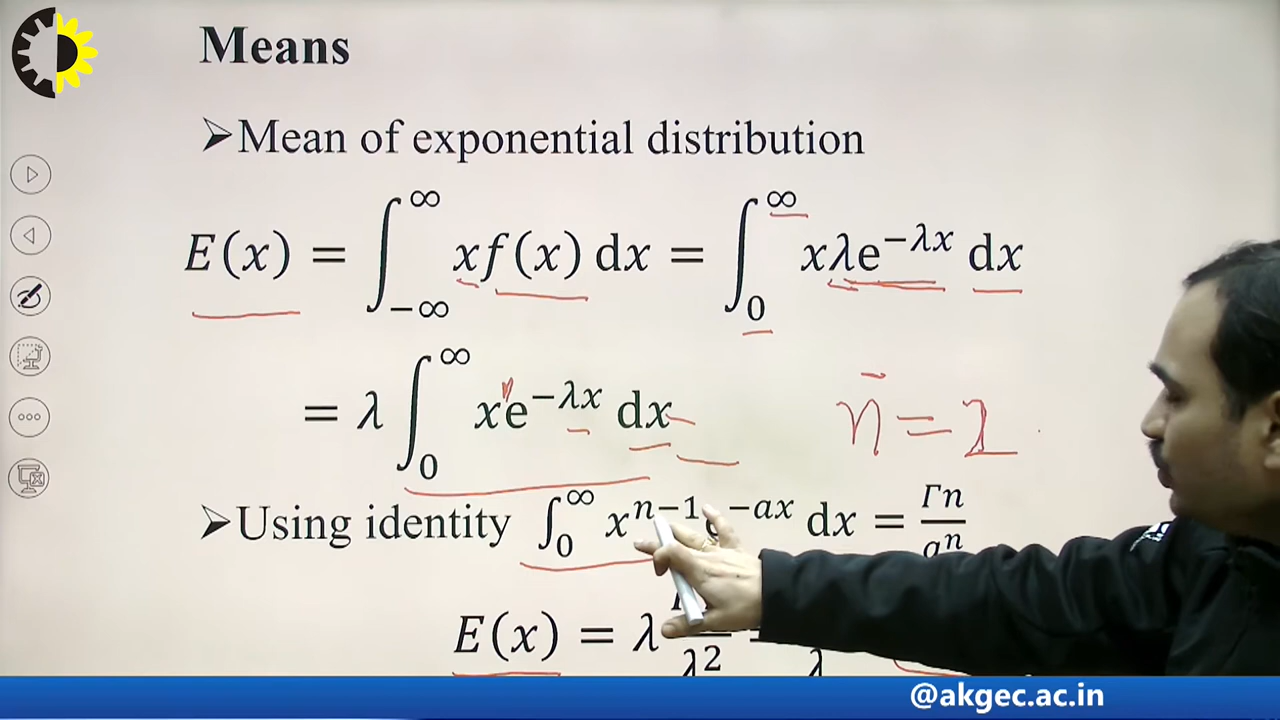 Means
➢Mean of exponential distribution
E(x) = ∫_{-∞}^{∞} xf(x) dx = ∫_0^∞ xλe^{-λx} dx
= λ ∫_0^∞ xe^{-λx} dx
n = 2
➢Using identity ∫_0^∞ x^{n-1}e^{-ax} dx = Γn/a^n
E(x) = λ
λ^2
λ
@akgec.ac.in